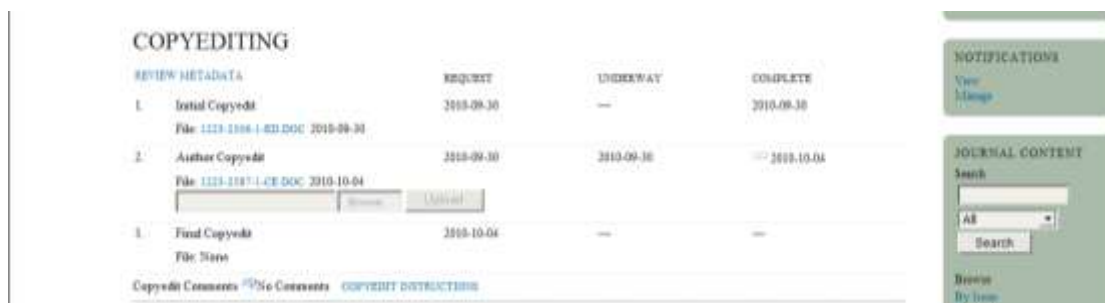 COPYEDITING
REVIEW METADATA REQUEST UNDERWAY COMPLETE
1. Initial Copyedit 2010-09-30 — 2010-09-30
File: 2010-09-30
2. Author Copyedit 2010-09-30 2010-09-30 2010-10-04
File: 2010-10-04
Browse... Upload
3. Final Copyedit 2010-10-04 — —
File: None
Copyedit Comments No Comments COPYEDIT INSTRUCTIONS
NOTIFICATIONS
View
Manage
JOURNAL CONTENT
Search
All
Search
Browse
By Issue